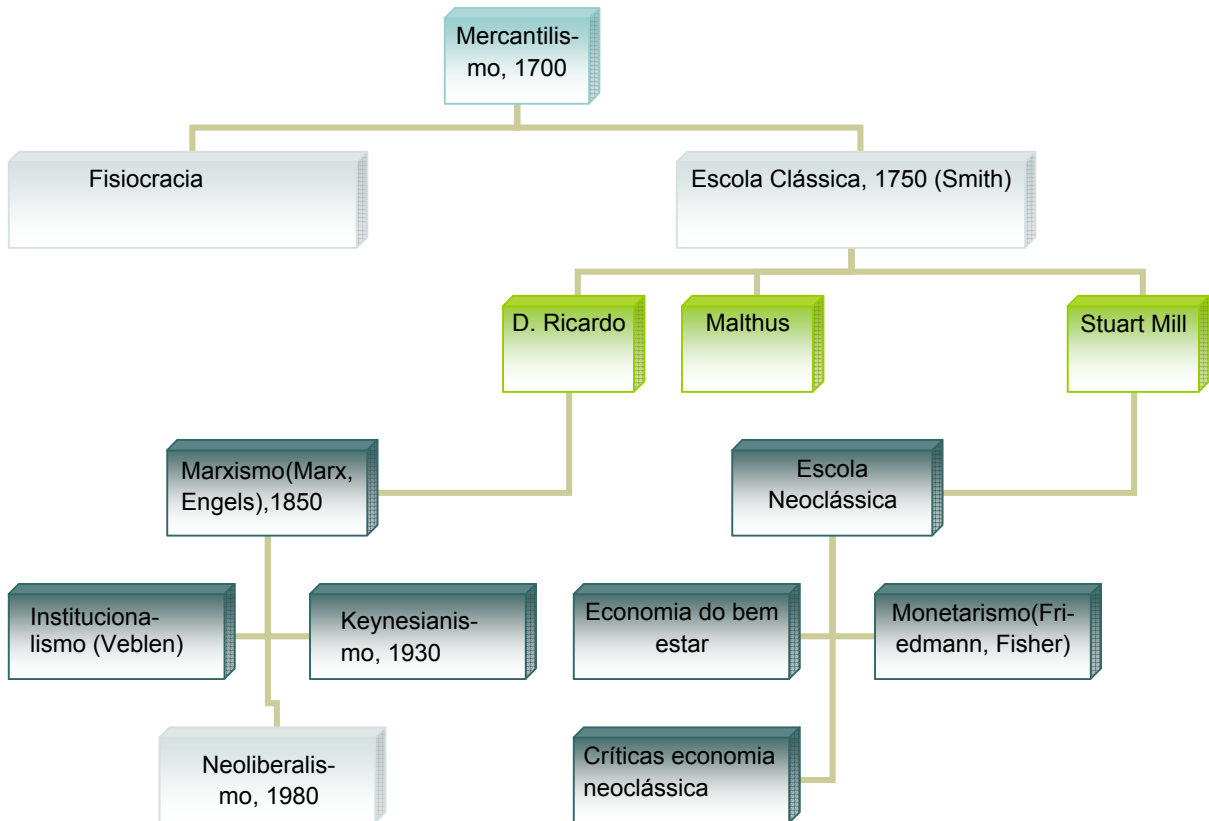 Mercantilis-
mo, 1700
Fisiocracia
Escola Clássica, 1750 (Smith)
D. Ricardo
Malthus
Stuart Mill
Marxismo(Marx,
Engels),1850
Escola
Neoclássica
Instituciona-
lismo (Veblen)
Keynesianis-
mo, 1930
Economia do bem
estar
Monetarismo(Fri-
edmann, Fisher)
Neoliberalis-
mo, 1980
Críticas economia
neoclássica